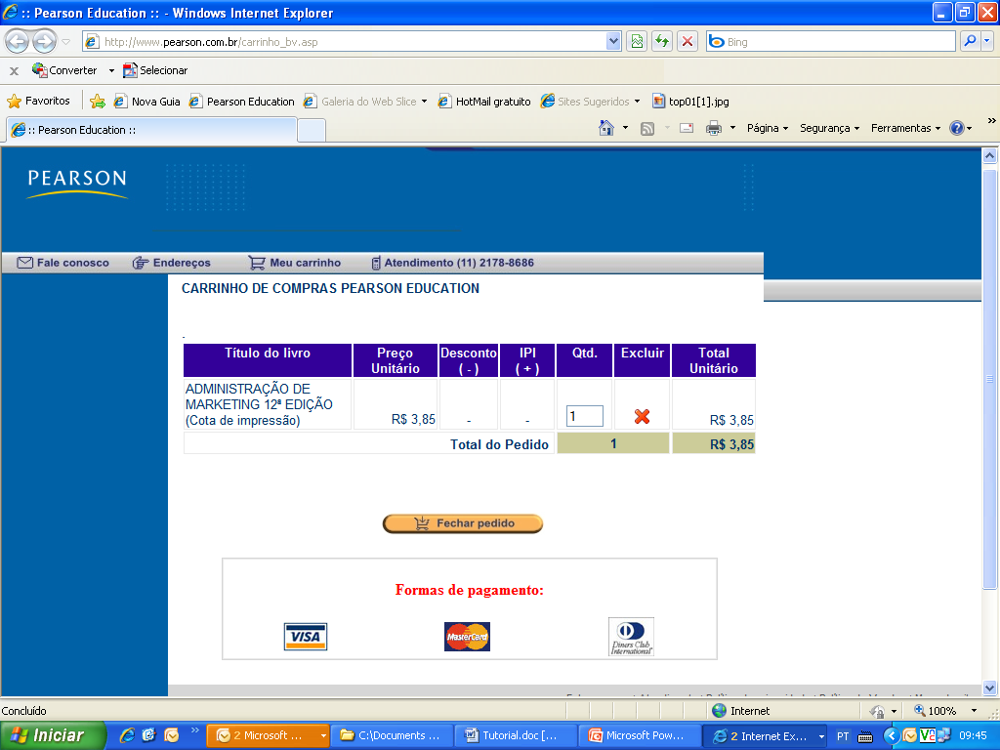 :: Pearson Education :: - Windows Internet Explorer
http://www.pearson.com.br/carrinho_bv.asp
Bing
x Converter Selecionar
Favoritos Nova Guia Pearson Education Galeria do Web Slice HotMail gratuito Sites Sugeridos top01[1].jpg
:: Pearson Education ::
Página Segurança Ferramentas »
PEARSON
Fale conosco Endereços Meu carrinho Atendimento (11) 2178-8686
CARRINHO DE COMPRAS PEARSON EDUCATION
.
Título do livro Preço Unitário Desconto ( - ) IPI ( + ) Qtd. Excluir Total Unitário
ADMINISTRAÇÃO DE
MARKETING 12ª EDIÇÃO
(Cota de impressão) R$ 3,85 - - 1 R$ 3,85
Total do Pedido 1 R$ 3,85
Fechar pedido
Formas de pagamento:
VISA MasterCard Diners Club International
Concluído Internet 100%
Iniciar » 2 Microsoft ... C:\Documents ... Tutorial.doc [... Microsoft Pow... 2 Internet Ex... PT 09:45